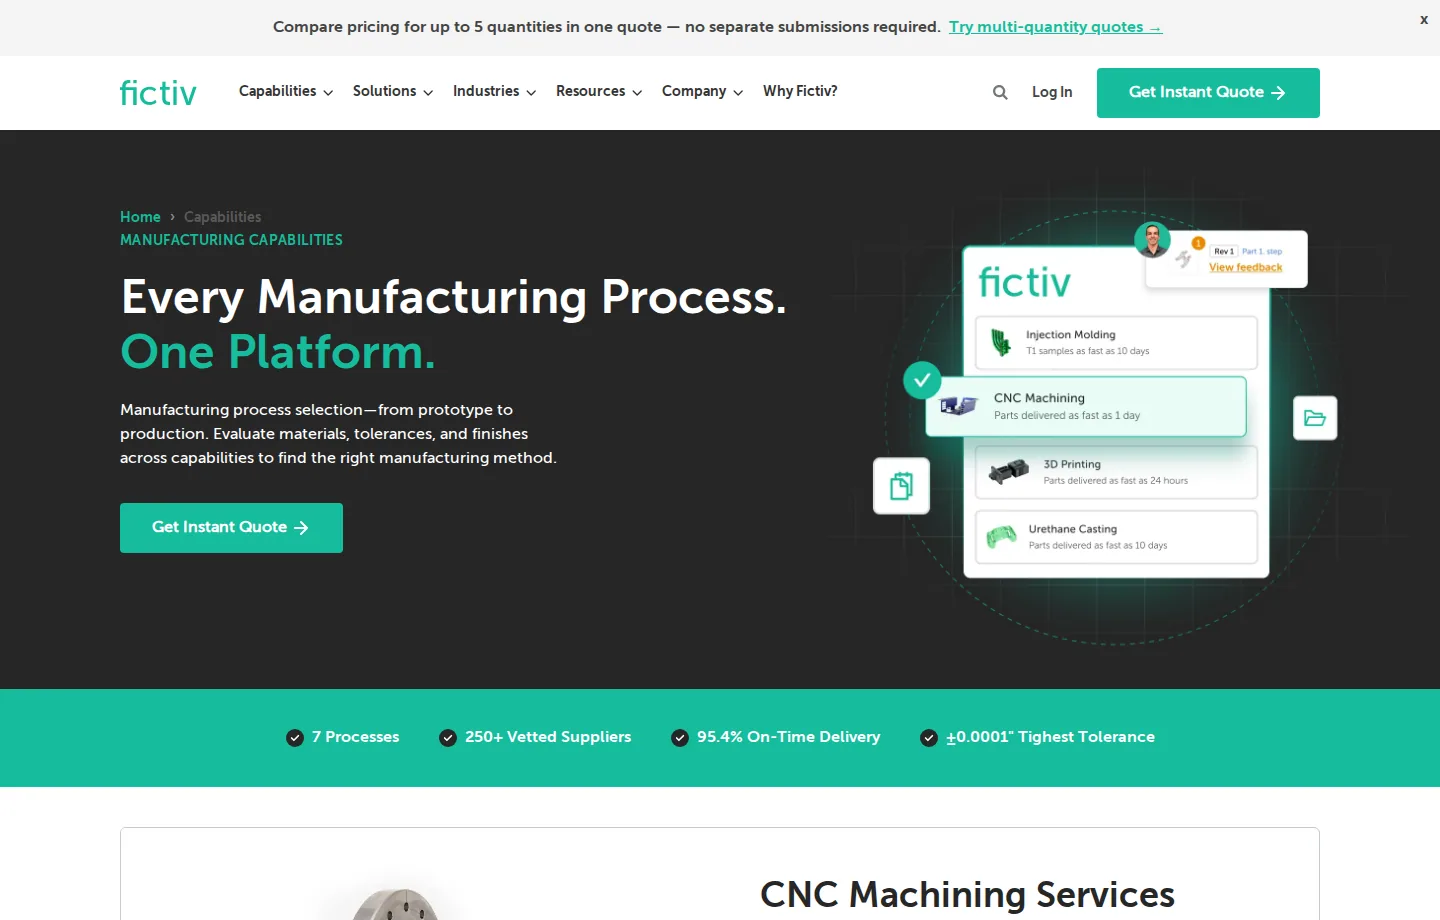 Compare pricing for up to 5 quantities in one quote — no separate submissions required. Try multi-quantity quotes →
x
fictiv
Capabilities
Solutions
Industries
Resources
Company
Why Fictiv?
Log In
Get Instant Quote →
Home › Capabilities
MANUFACTURING CAPABILITIES
Every Manufacturing Process.
One Platform.
Manufacturing process selection—from prototype to
production. Evaluate materials, tolerances, and finishes
across capabilities to find the right manufacturing method.
Get Instant Quote →
1
Rev 1
Part 1. step
View feedback
fictiv
Injection Molding
T1 samples as fast as 10 days
CNC Machining
Parts delivered as fast as 1 day
3D Printing
Parts delivered as fast as 24 hours
Urethane Casting
Parts delivered as fast as 10 days
7 Processes
250+ Vetted Suppliers
95.4% On-Time Delivery
±0.0001" Tighest Tolerance
CNC Machining Services